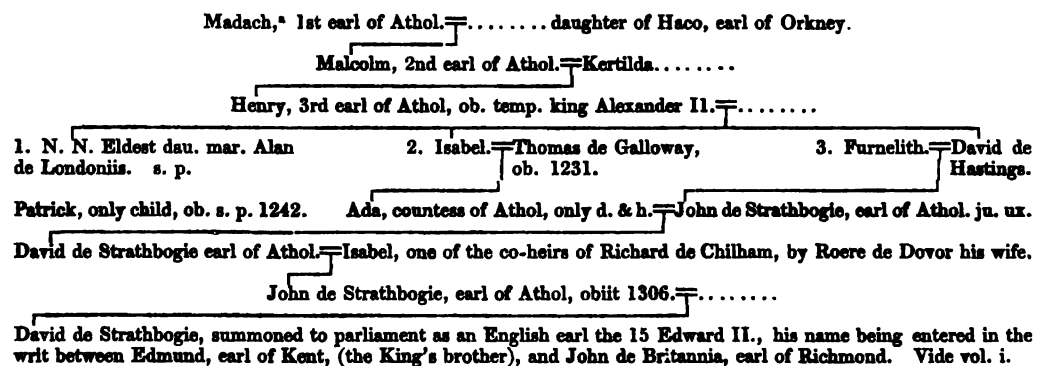 Madach,ᵃ 1st earl of Athol.=........daughter of Haco, earl of Orkney.
Malcolm, 2nd earl of Athol.=Kertilda........
Henry, 3rd earl of Athol, ob. temp. king Alexander II.=........
1. N. N. Eldest dau. mar. Alan de Londoniis. s. p.
2. Isabel.=Thomas de Galloway, ob. 1231.
3. Furnelith.=David de Hastings.
Patrick, only child, ob. s. p. 1242. Ada, countess of Athol, only d. & h.=John de Strathbogie, earl of Athol. ju. ux.
David de Strathbogie earl of Athol.=Isabel, one of the co-heirs of Richard de Chilham, by Roere de Dovor his wife.
John de Strathbogie, earl of Athol, obiit 1306.=........
David de Strathbogie, summoned to parliament as an English earl the 15 Edward II., his name being entered in the
writ between Edmund, earl of Kent, (the King's brother), and John de Britannia, earl of Richmond. Vide vol. i.